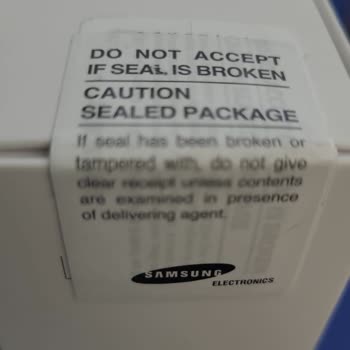 DO NOT ACCEPT
IF SEAL IS BROKEN
CAUTION
SEALED PACKAGE
If seal has been broken or
tampered with, do not give
clear receipt unless contents
are examined in presence
of delivering agent.
SAMSUNG
ELECTRONICS